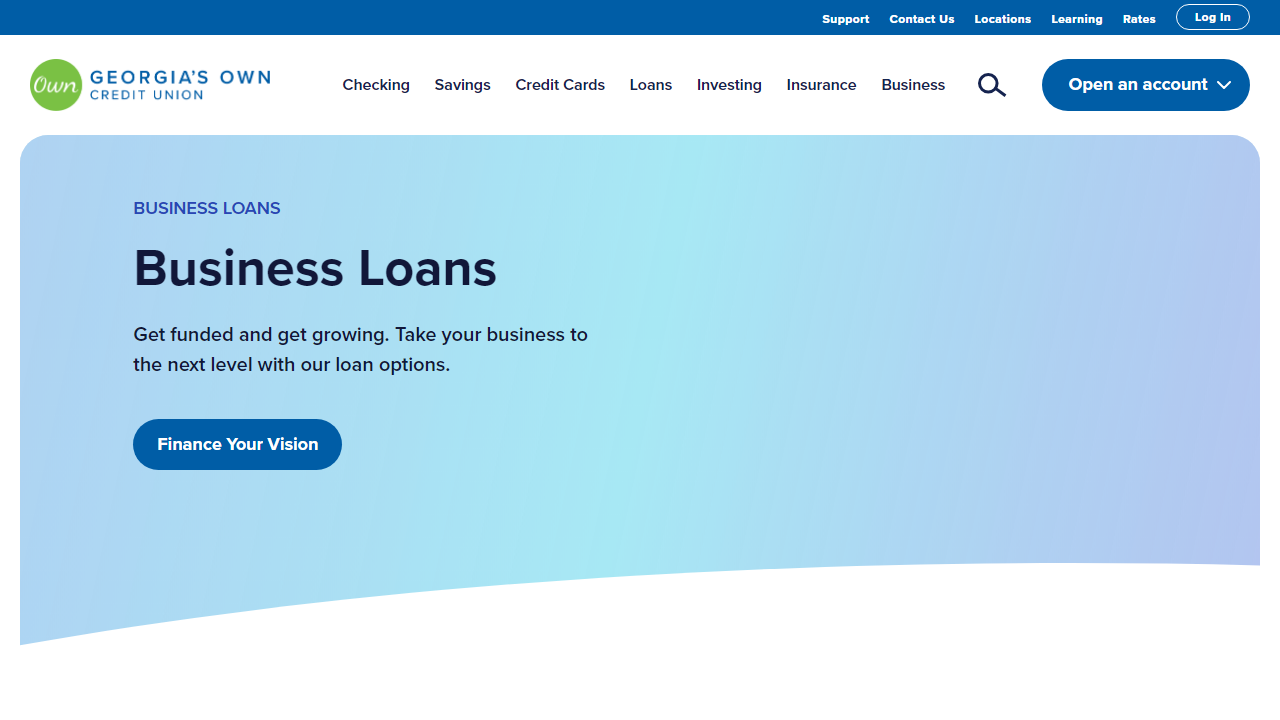 Support Contact Us Locations Learning Rates Log In
Own GEORGIA'S OWN
CREDIT UNION
Checking Savings Credit Cards Loans Investing Insurance Business Open an account
BUSINESS LOANS
Business Loans
Get funded and get growing. Take your business to
the next level with our loan options.
Finance Your Vision